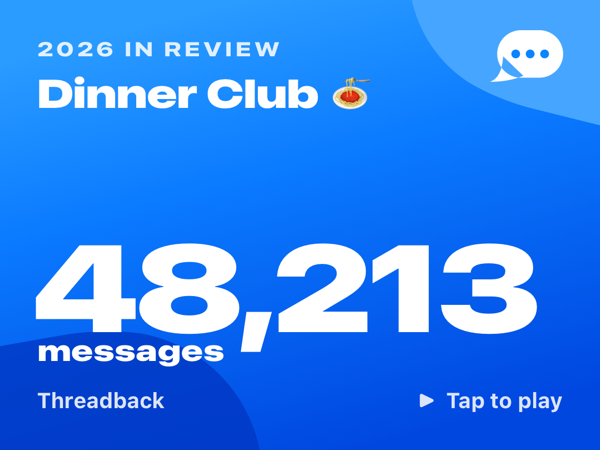 2026 IN REVIEW
Dinner Club 🍝
48,213
messages
Threadback
Tap to play